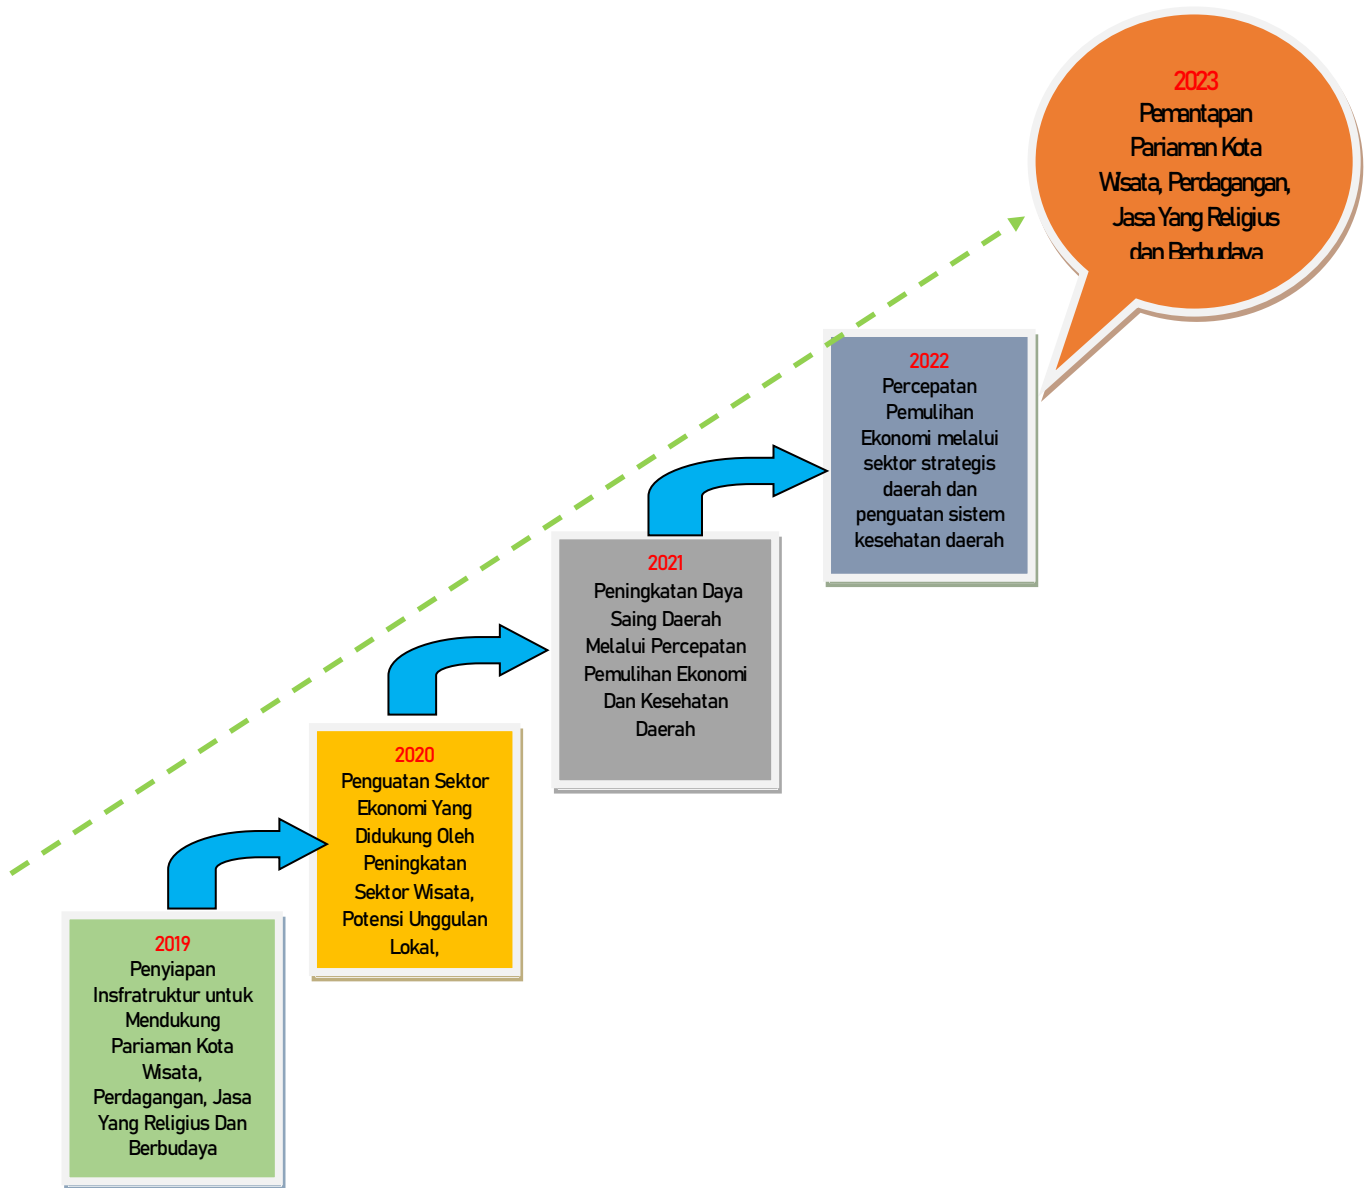 2023
Pemantapan
Pariaman Kota
Wisata, Perdagangan,
Jasa Yang Religius
dan Berbudaya
2022
Percepatan
Pemulihan
Ekonomi melalui
sektor strategis
daerah dan
penguatan sistem
kesehatan daerah
2021
Peningkatan Daya
Saing Daerah
Melalui Percepatan
Pemulihan Ekonomi
Dan Kesehatan
Daerah
2020
Penguatan Sektor
Ekonomi Yang
Didukung Oleh
Peningkatan
Sektor Wisata,
Potensi Unggulan
Lokal,
2019
Penyiapan
Insfratruktur untuk
Mendukung
Pariaman Kota
Wisata,
Perdagangan, Jasa
Yang Religius Dan
Berbudaya